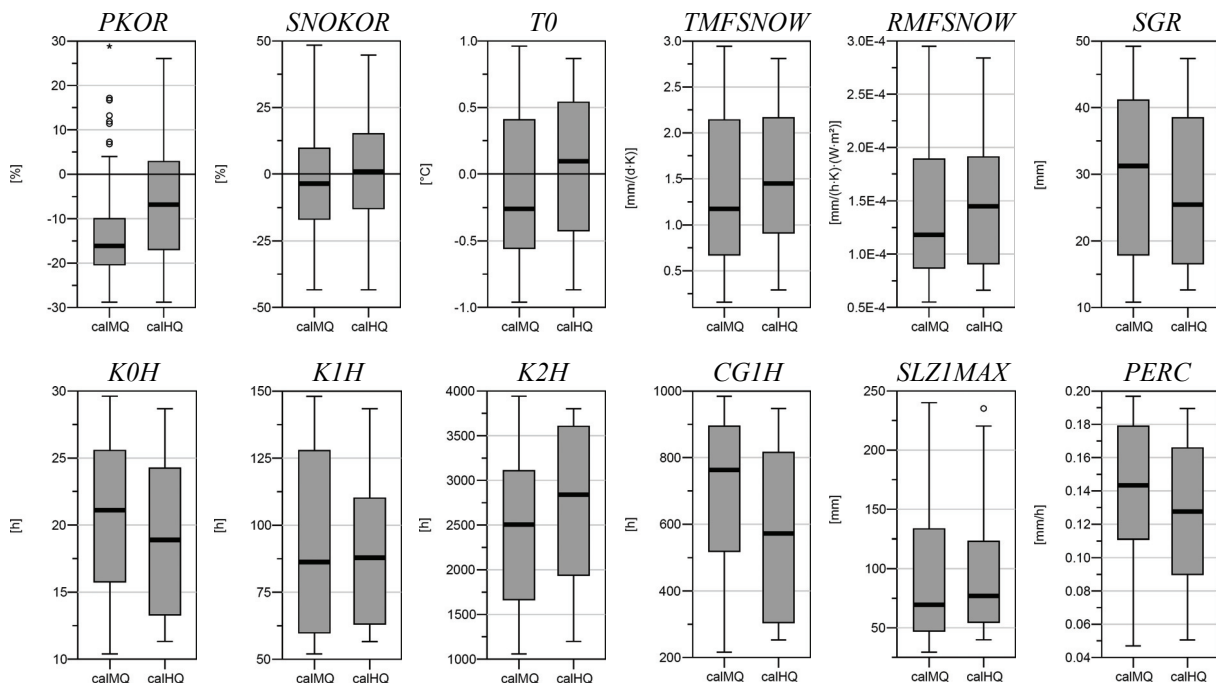 PKOR SNOKOR T0 TMFSNOW RMFSNOW SGR
[%]
30
20
10
0
-10
-20
-30
calMQ calHQ
[%]
50
25
0
-25
-50
calMQ calHQ
[°C]
1.0
0.5
0.0
-0.5
-1.0
calMQ calHQ
[mm/(d·K)]
3.0
2.5
2.0
1.5
1.0
0.5
calMQ calHQ
[mm/(h·K)·(W·m²)]
3.0E-4
2.5E-4
2.0E-4
1.5E-4
1.0E-4
0.5E-4
calMQ calHQ
[mm]
50
40
30
20
10
calMQ calHQ
K0H K1H K2H CG1H SLZ1MAX PERC
[h]
30
25
20
15
10
calMQ calHQ
[h]
150
125
100
75
50
calMQ calHQ
[h]
4000
3500
3000
2500
2000
1500
1000
calMQ calHQ
[h]
1000
800
600
400
200
calMQ calHQ
[mm]
250
200
150
100
50
calMQ calHQ
[mm/h]
0.20
0.18
0.16
0.14
0.12
0.10
0.08
0.06
0.04
calMQ calHQ